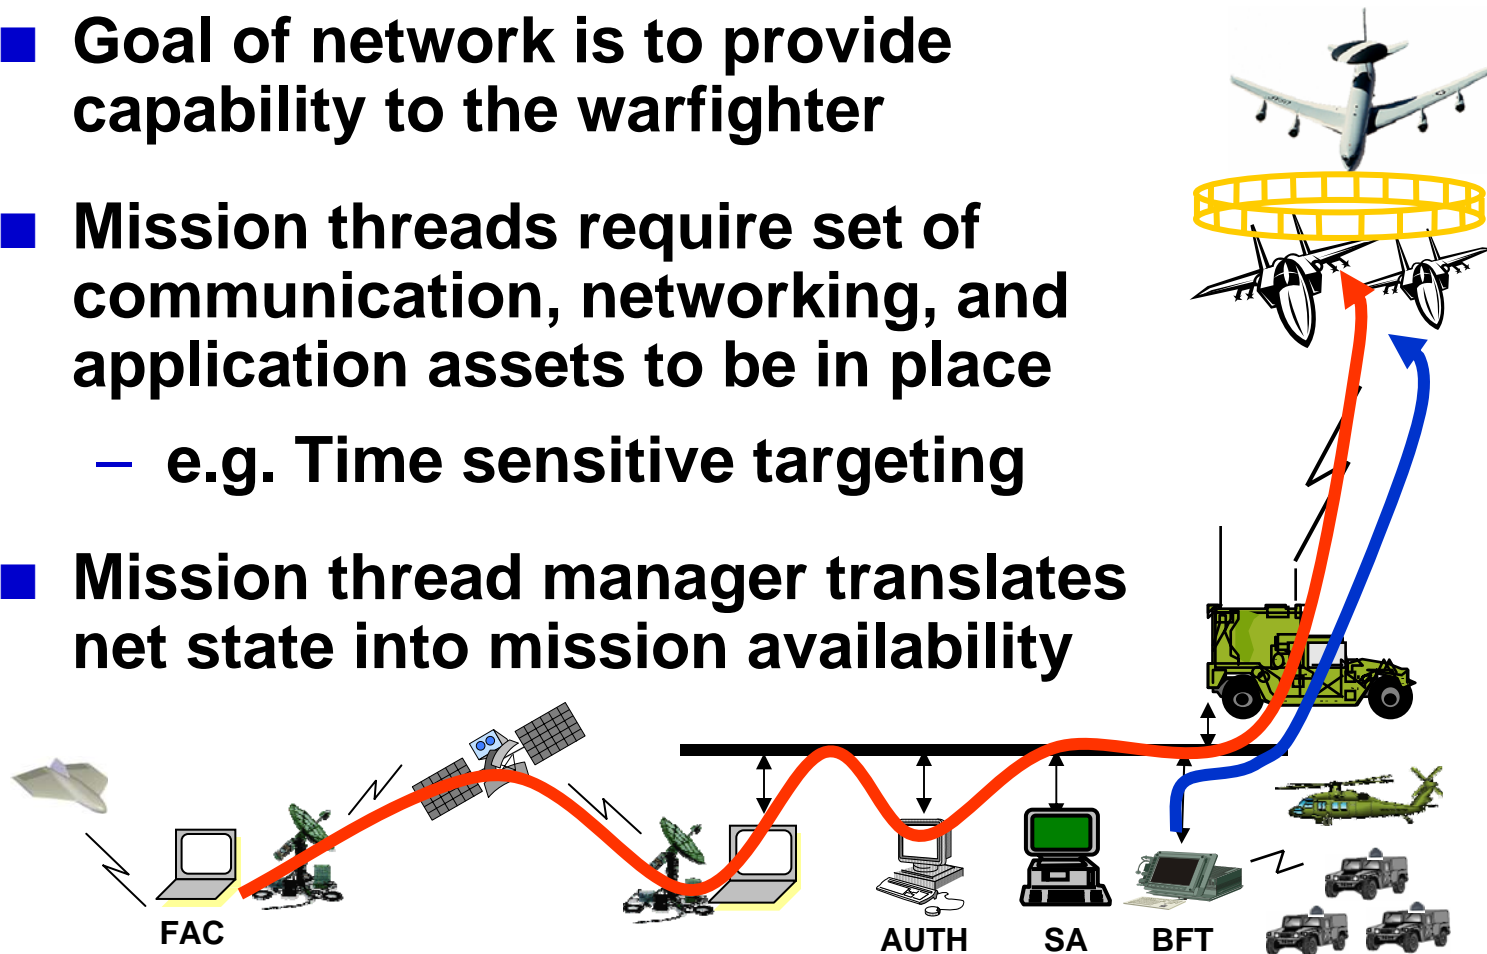 Goal of network is to provide
capability to the warfighter
Mission threads require set of
communication, networking, and
application assets to be in place
– e.g. Time sensitive targeting
Mission thread manager translates
net state into mission availability
FAC
AUTH
SA
BFT